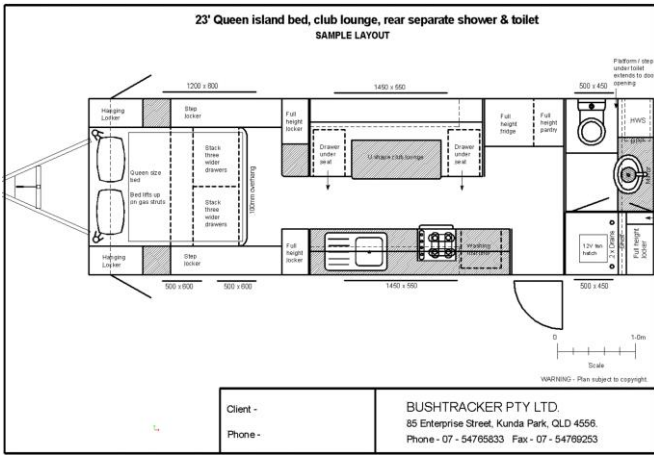 23' Queen island bed, club lounge, rear separate shower & toilet
SAMPLE LAYOUT
Platform / step
under toilet
extends to door
opening
1200 x 600
1450 x 550
500 x 450
Hanging
Locker
Step
locker
Full
height
locker
Full
height
fridge
Full
height
pantry
HWS
Drawer
under
seat
U shape club lounge
Drawer
under
seat
Queen size
bed
Bed lifts up
on gas struts
Stack
three
wider
drawers
Stack
three
wider
drawers
100mm overhang
Hanging
Locker
Step
locker
Full
height
locker
Washing
12V fan
hatch
2 x Drains
Full height
locker
500 x 600
500 x 600
1450 x 550
500 x 450
0
1-0m
Scale
WARNING - Plan subject to copyright
Client -
Phone -
BUSHTRACKER PTY LTD.
85 Enterprise Street, Kunda Park, QLD 4556.
Phone - 07 - 54765833 Fax - 07 - 54769253